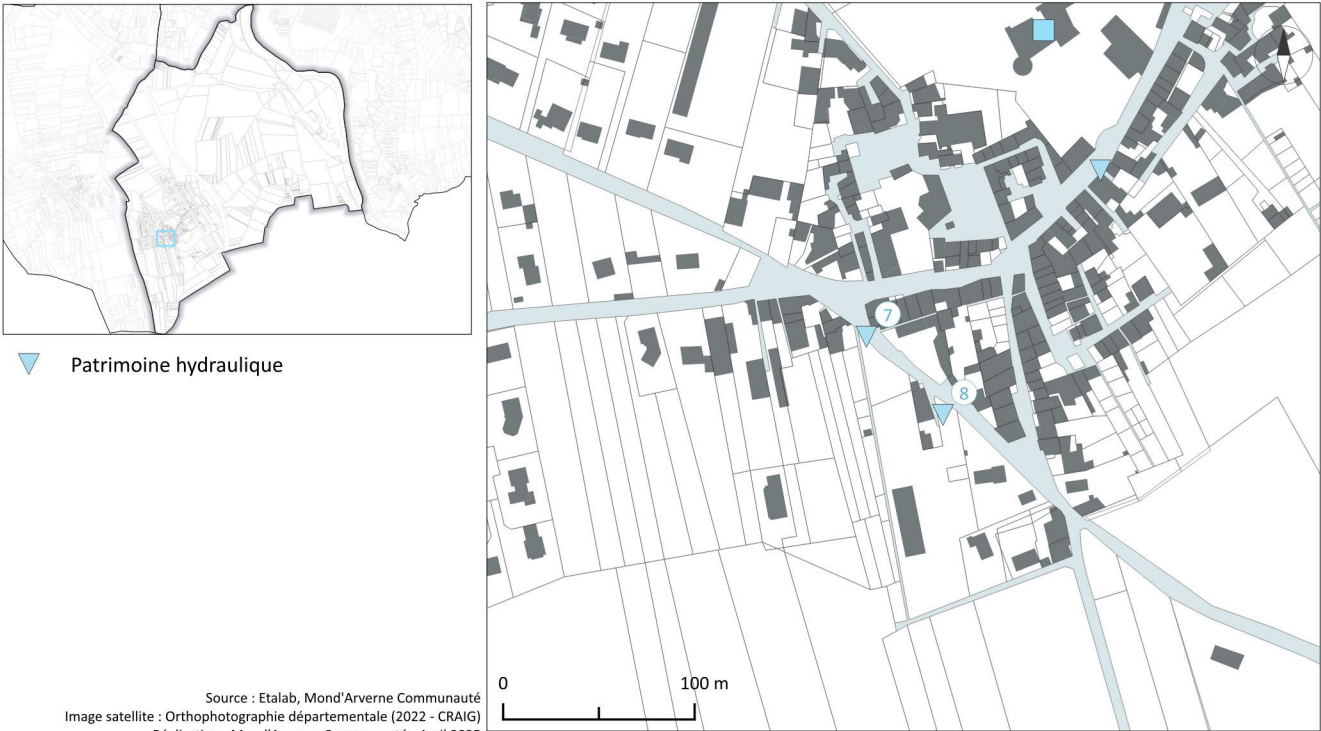 Patrimoine hydraulique
7
8
0 100 m
Source : Etalab, Mond'Arverne Communauté
Image satellite : Orthophotographie départementale (2022 - CRAIG)